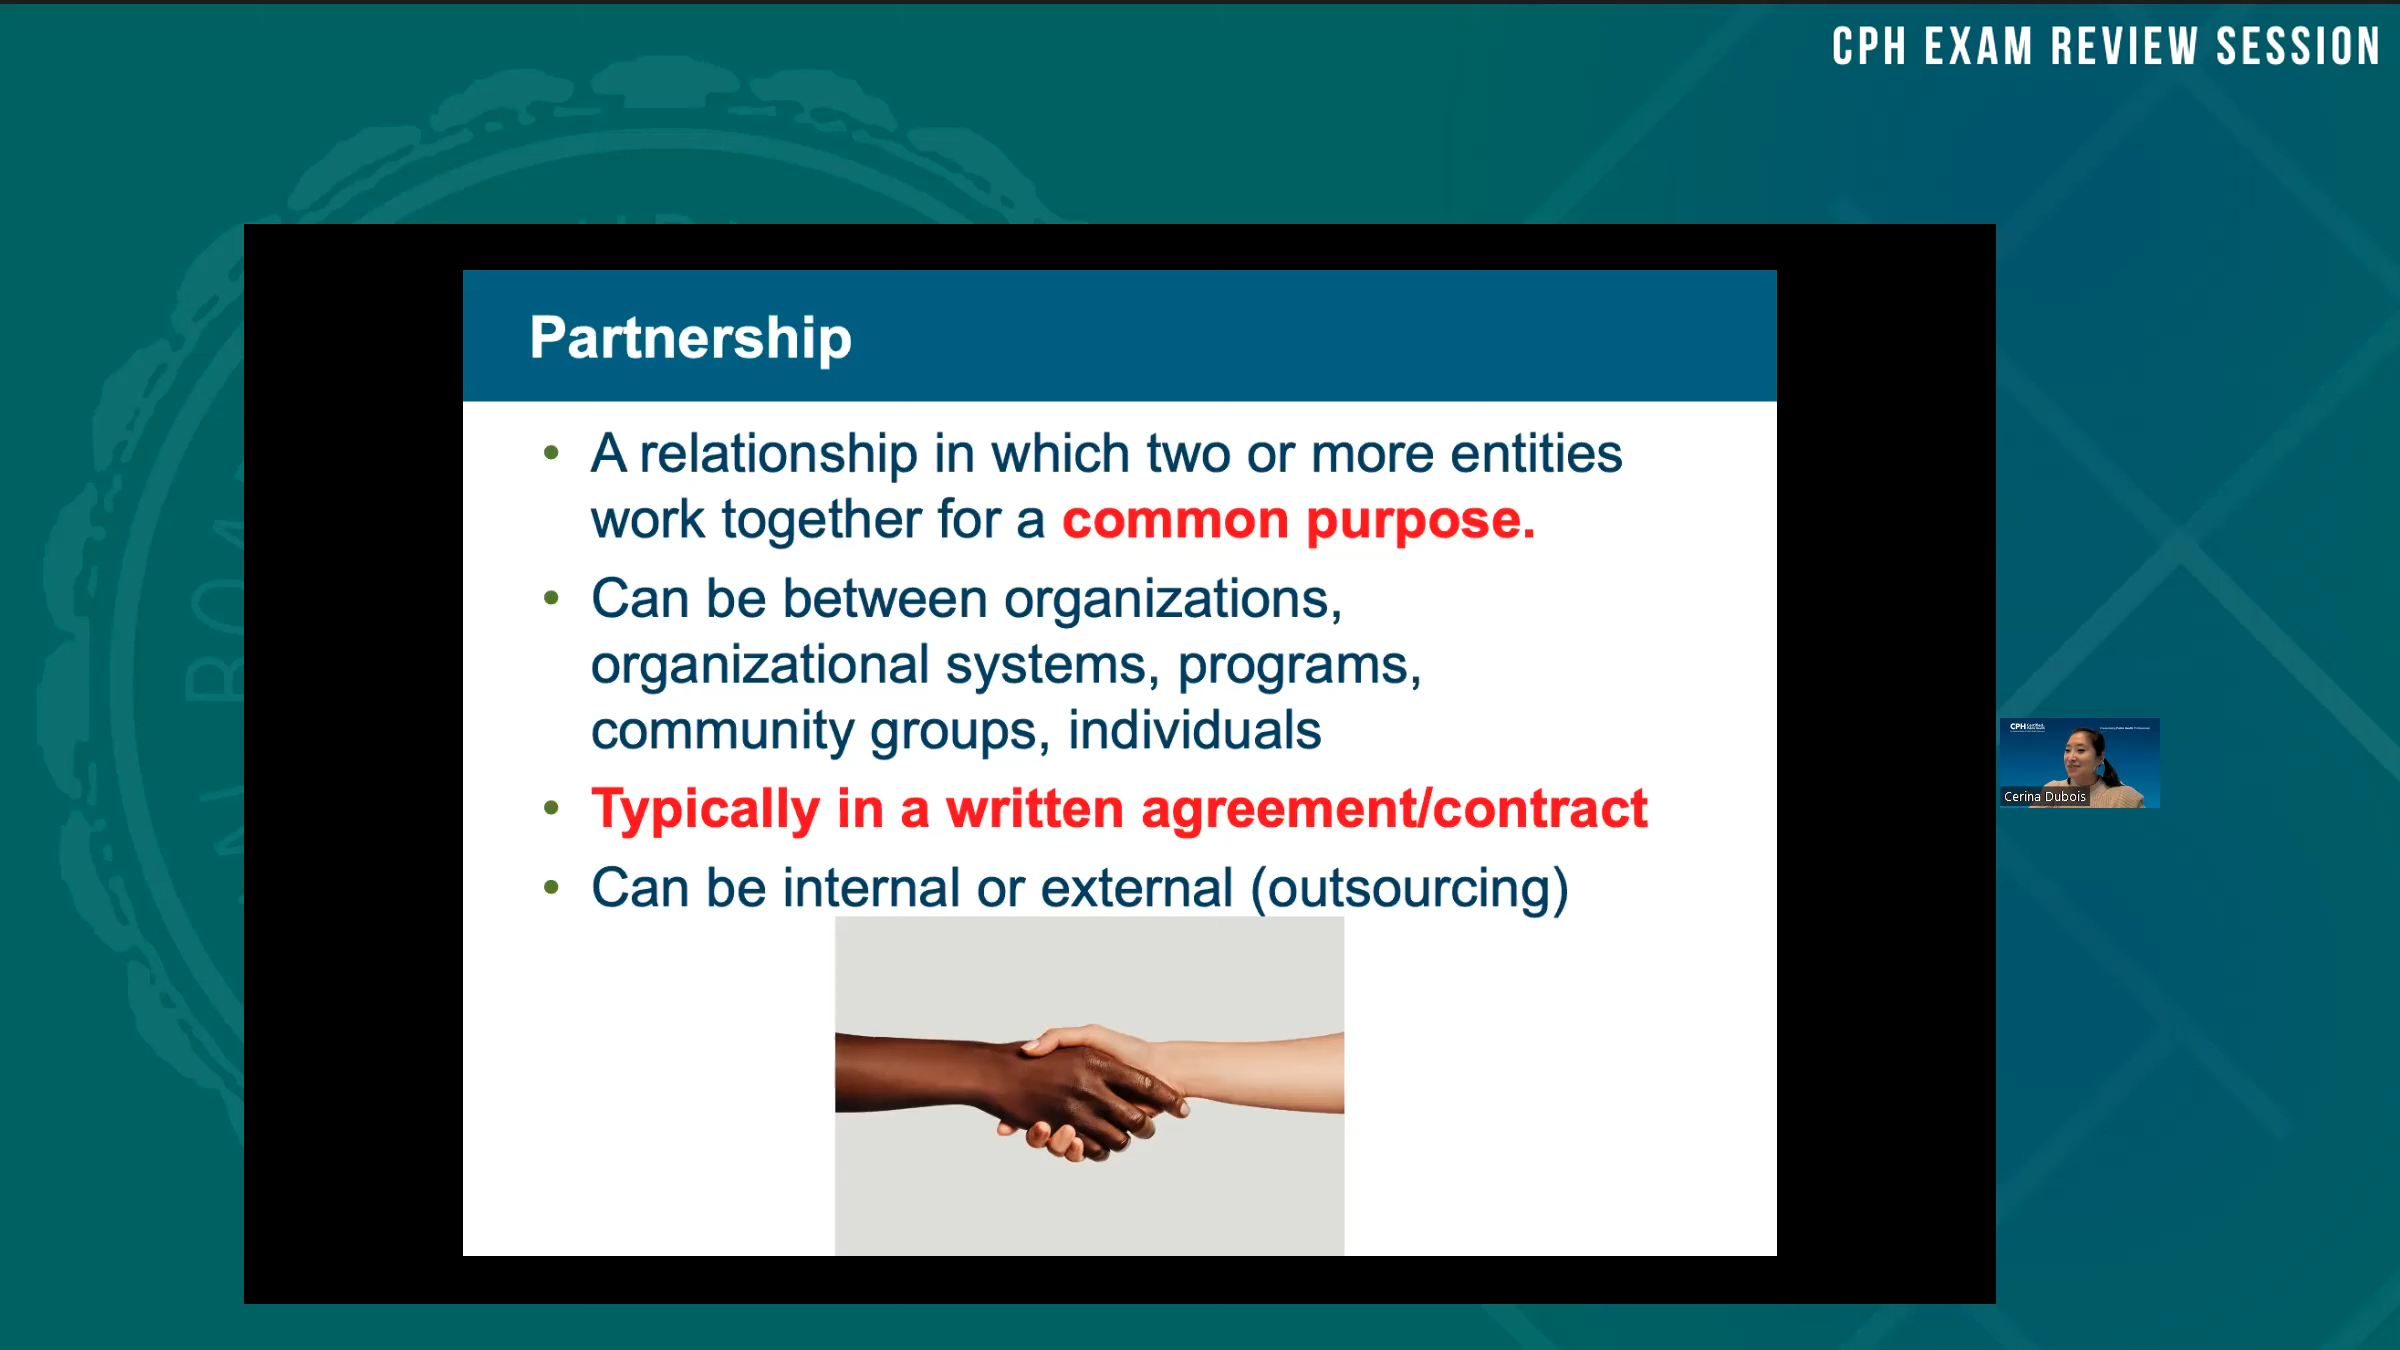 CPH EXAM REVIEW SESSION
Partnership
• A relationship in which two or more entities
work together for a common purpose.
• Can be between organizations,
organizational systems, programs,
community groups, individuals
• Typically in a written agreement/contract
• Can be internal or external (outsourcing)
CPH
Cerina Dubois